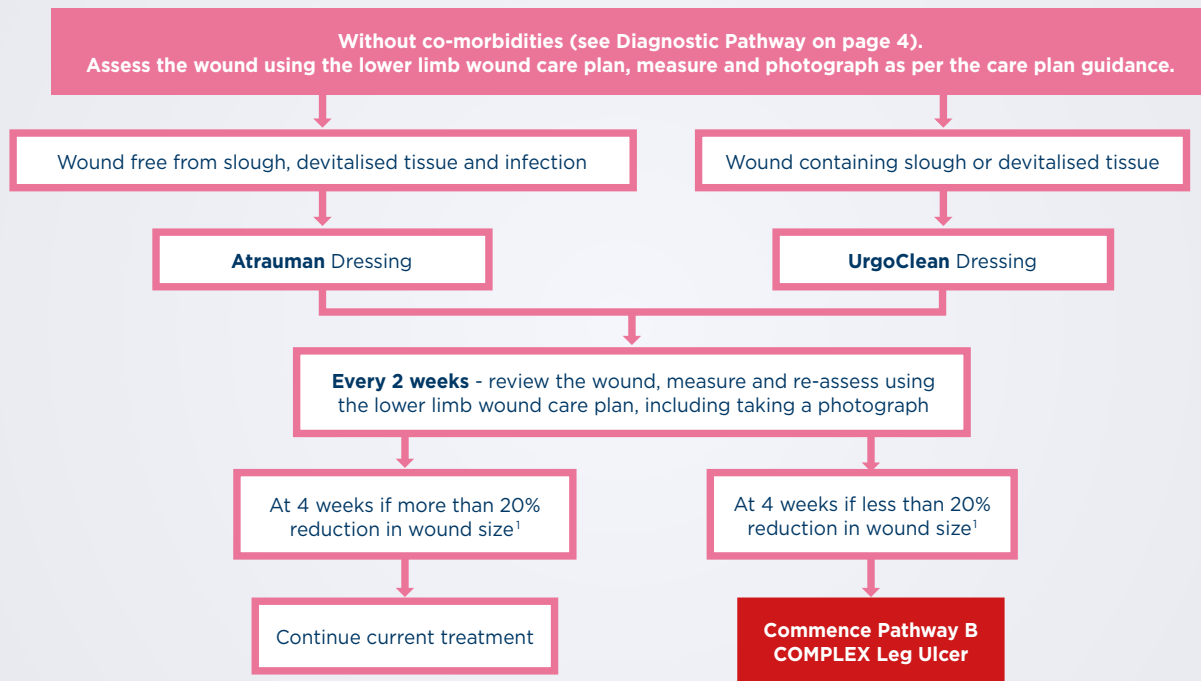 Without co-morbidities (see Diagnostic Pathway on page 4).
Assess the wound using the lower limb wound care plan, measure and photograph as per the care plan guidance.
Wound free from slough, devitalised tissue and infection
Wound containing slough or devitalised tissue
Atrauman Dressing
UrgoClean Dressing
Every 2 weeks - review the wound, measure and re-assess using
the lower limb wound care plan, including taking a photograph
At 4 weeks if more than 20%
reduction in wound size¹
At 4 weeks if less than 20%
reduction in wound size¹
Continue current treatment
Commence Pathway B
COMPLEX Leg Ulcer